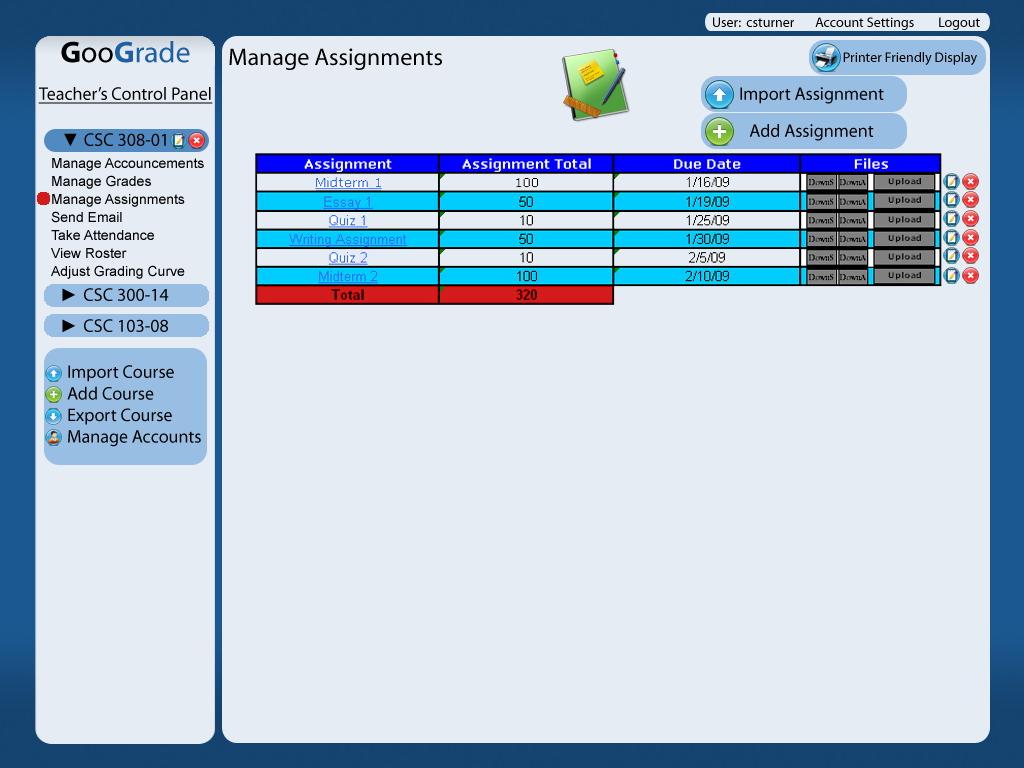 User: csturner Account Settings Logout
GooGrade
Teacher's Control Panel
▼ CSC 308-01
Manage Accouncements
Manage Grades
Manage Assignments
Send Email
Take Attendance
View Roster
Adjust Grading Curve
► CSC 300-14
► CSC 103-08
Import Course
Add Course
Export Course
Manage Accounts
Manage Assignments
Printer Friendly Display
Import Assignment
Add Assignment
Assignment Assignment Total Due Date Files
Midterm 1 100 1/16/09 DownS DownA Upload
Essay 1 50 1/19/09 DownS DownA Upload
Quiz 1 10 1/25/09 DownS DownA Upload
Writing Assignment 50 1/30/09 DownS DownA Upload
Quiz 2 10 2/5/09 DownS DownA Upload
Midterm 2 100 2/10/09 DownS DownA Upload
Total 320